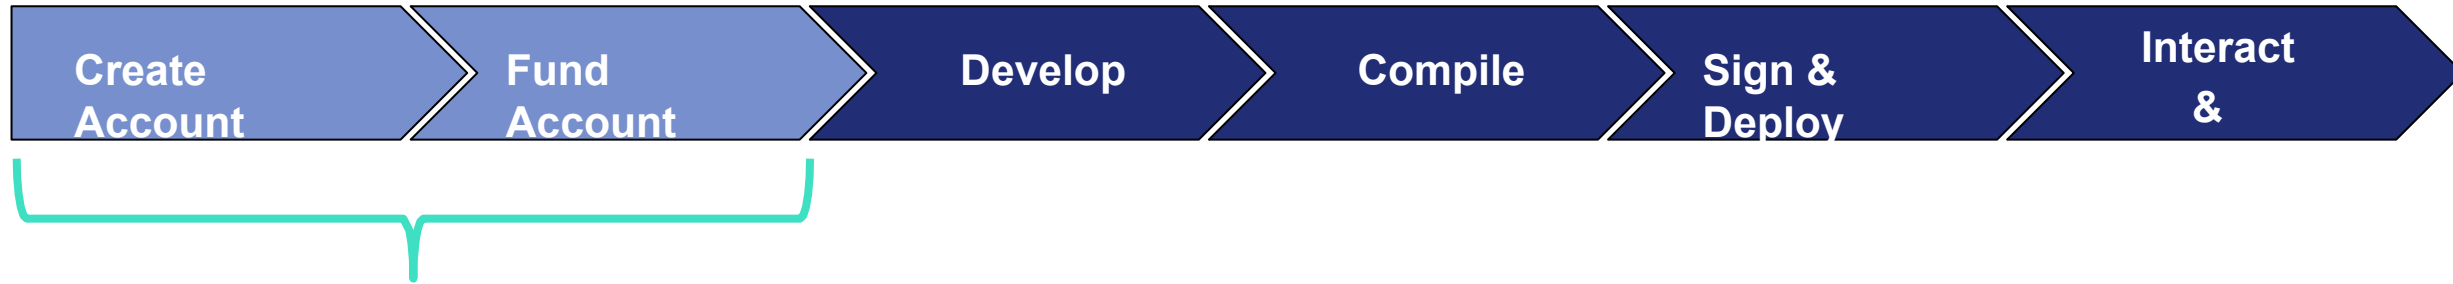 Create
Account
Fund
Account
Develop
Compile
Sign &
Deploy
Interact
&